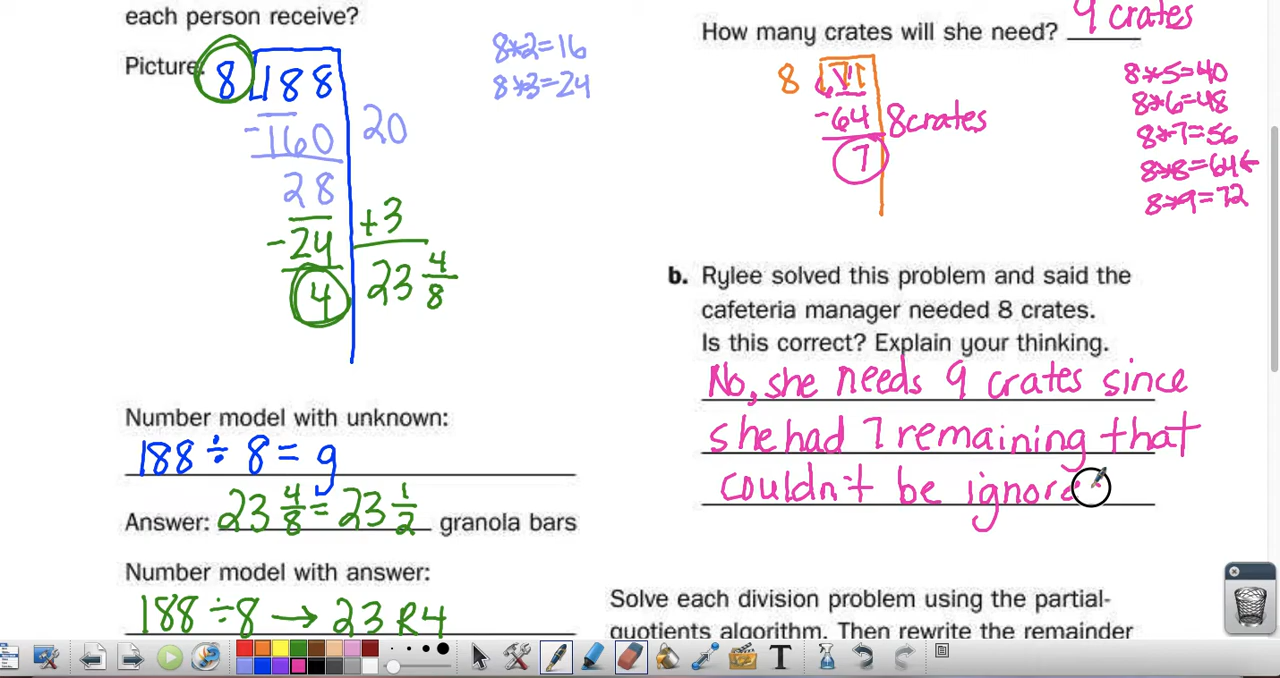 each person receive?
Picture:
8 188
-160 20
28
-24 +3
4 23 4/8
8*2=16
8*3=24
Number model with unknown:
188 ÷ 8 = g
Answer: 23 4/8 = 23 1/2 granola bars
Number model with answer:
188 ÷ 8 → 23 R4
9 crates
How many crates will she need?
8 71
-64 8 crates
7
8*5=40
8*6=48
8*7=56
8*8=64←
8*9=72
b. Rylee solved this problem and said the
cafeteria manager needed 8 crates.
Is this correct? Explain your thinking.
No, she needs 9 crates since
she had 7 remaining that
couldn't be ignore
Solve each division problem using the partial-
quotients algorithm. Then rewrite the remainder